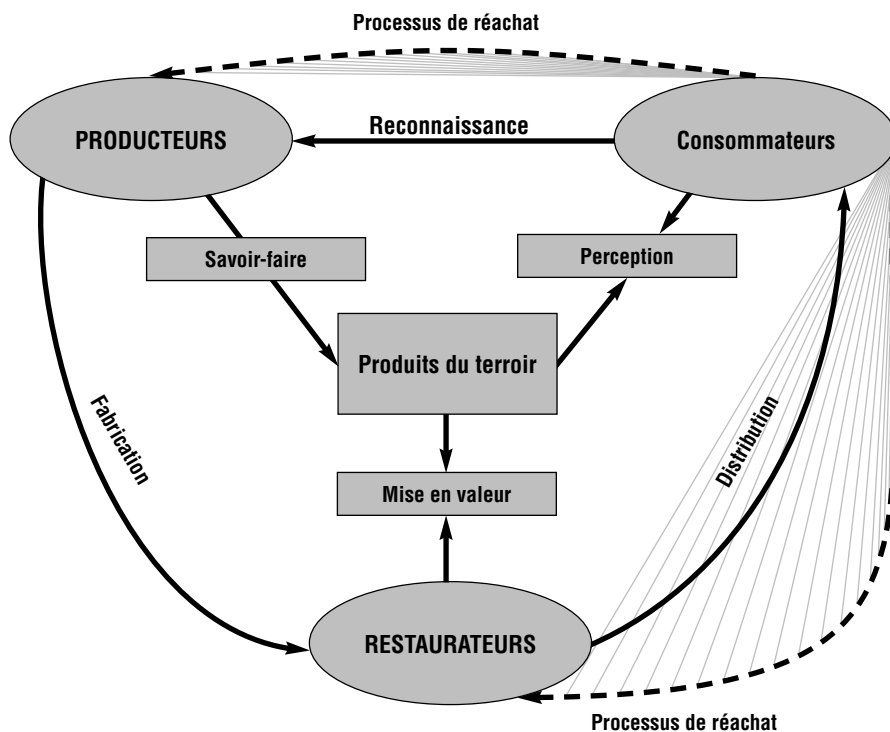 Processus de réachat
PRODUCTEURS
Reconnaissance
Consommateurs
Savoir-faire
Perception
Produits du terroir
Fabrication
Distribution
Mise en valeur
RESTAURATEURS
Processus de réachat